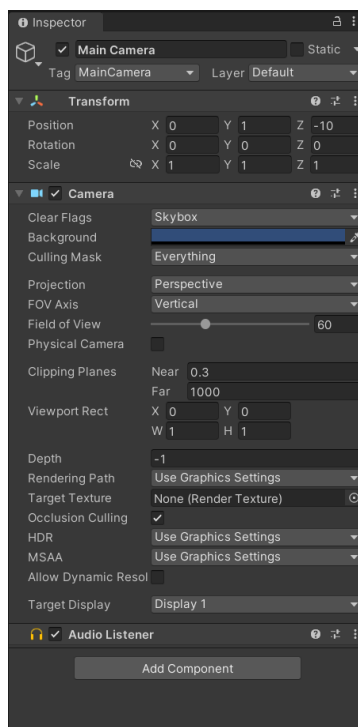 Inspector
Main Camera Static
Tag MainCamera Layer Default
Transform
Position X 0 Y 1 Z -10
Rotation X 0 Y 0 Z 0
Scale X 1 Y 1 Z 1
Camera
Clear Flags Skybox
Background
Culling Mask Everything
Projection Perspective
FOV Axis Vertical
Field of View 60
Physical Camera
Clipping Planes Near 0.3
Far 1000
Viewport Rect X 0 Y 0
W 1 H 1
Depth -1
Rendering Path Use Graphics Settings
Target Texture None (Render Texture)
Occlusion Culling
HDR Use Graphics Settings
MSAA Use Graphics Settings
Allow Dynamic Resol
Target Display Display 1
Audio Listener
Add Component